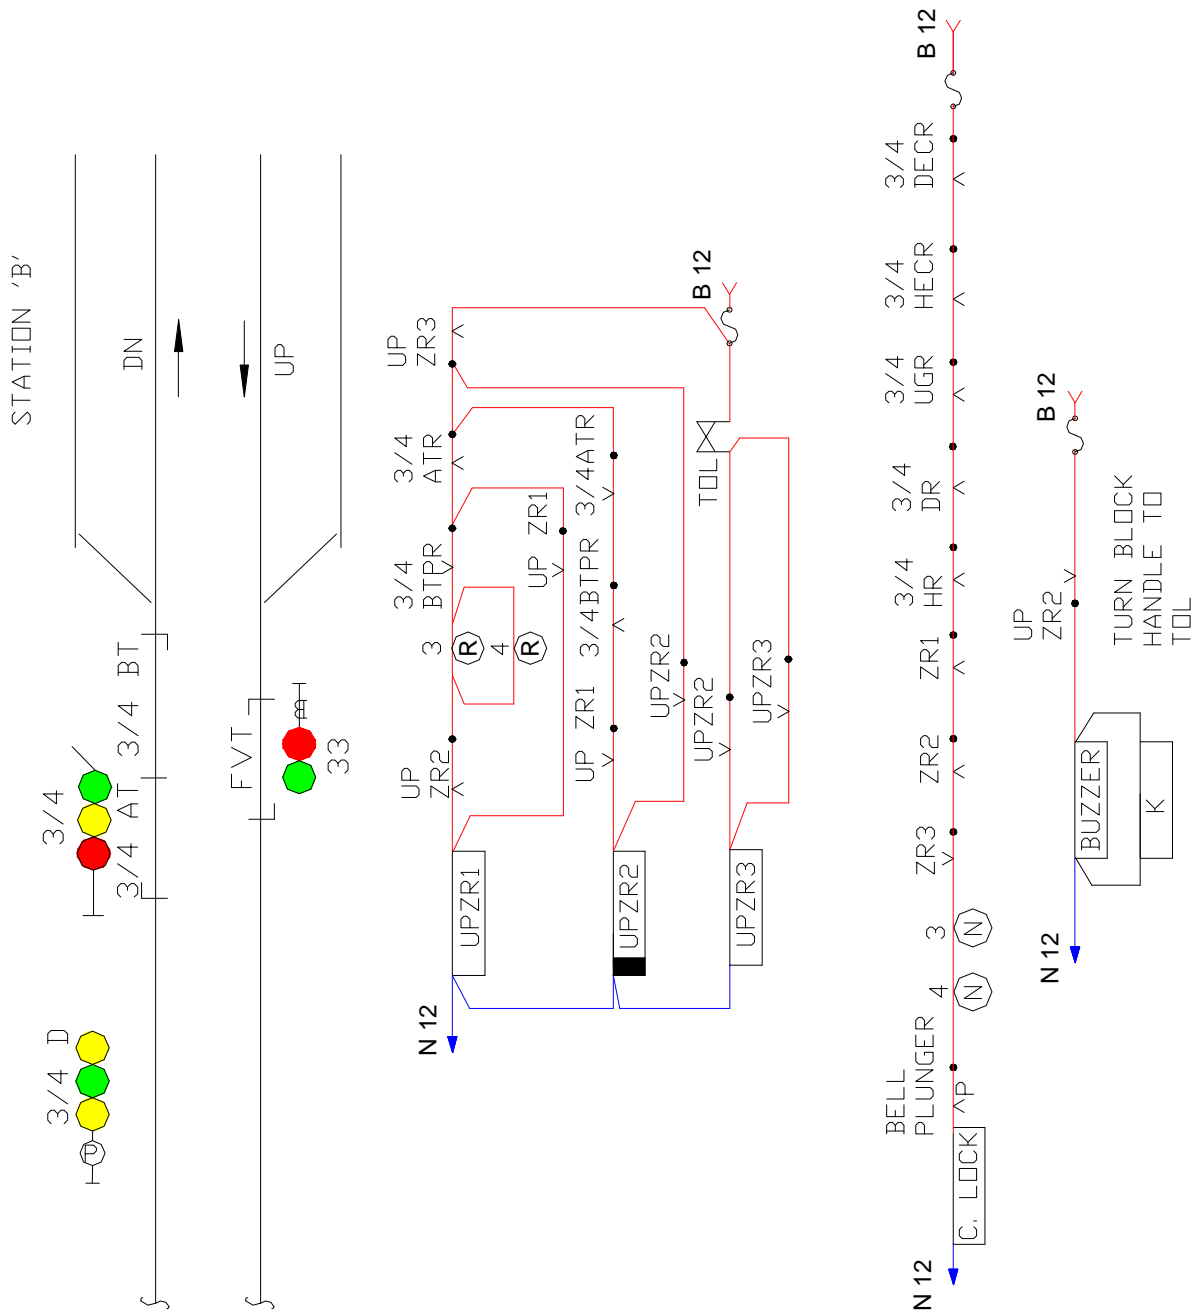 STATION 'B'
DN
UP
3/4 BT
3/4
3/4 AT
FVT
33
3/4 D
P
B 12
UP
ZR3
3/4
ATR
3/4ATR
TOL
UP ZR1
3/4
BTPR
3/4BTPR
3
R
4
R
UP
ZR2
UP ZR1
UPZR2
UPZR2
UPZR3
UPZR1
UPZR2
UPZR3
N 12
B 12
3/4
DECR
3/4
HECR
3/4
UGR
3/4
DR
3/4
HR
ZR1
ZR2
ZR3
3
N
4
N
BELL
PLUNGER
P
C. LOCK
N 12
B 12
UP
ZR2
TURN BLOCK
HANDLE TO
TOL
BUZZER
K
N 12